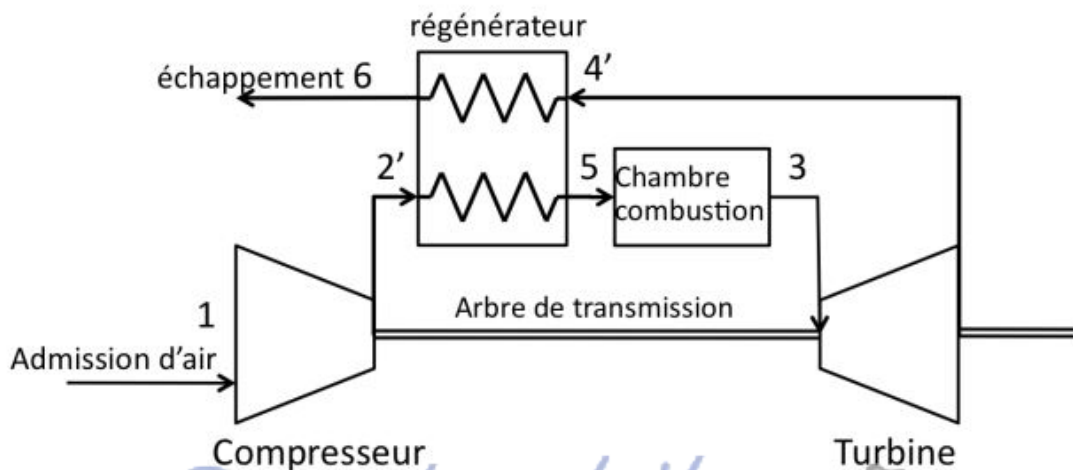 régénérateur
échappement 6
4’
2’
5
Chambre
combustion
3
1
Arbre de transmission
Admission d’air
Compresseur
Turbine